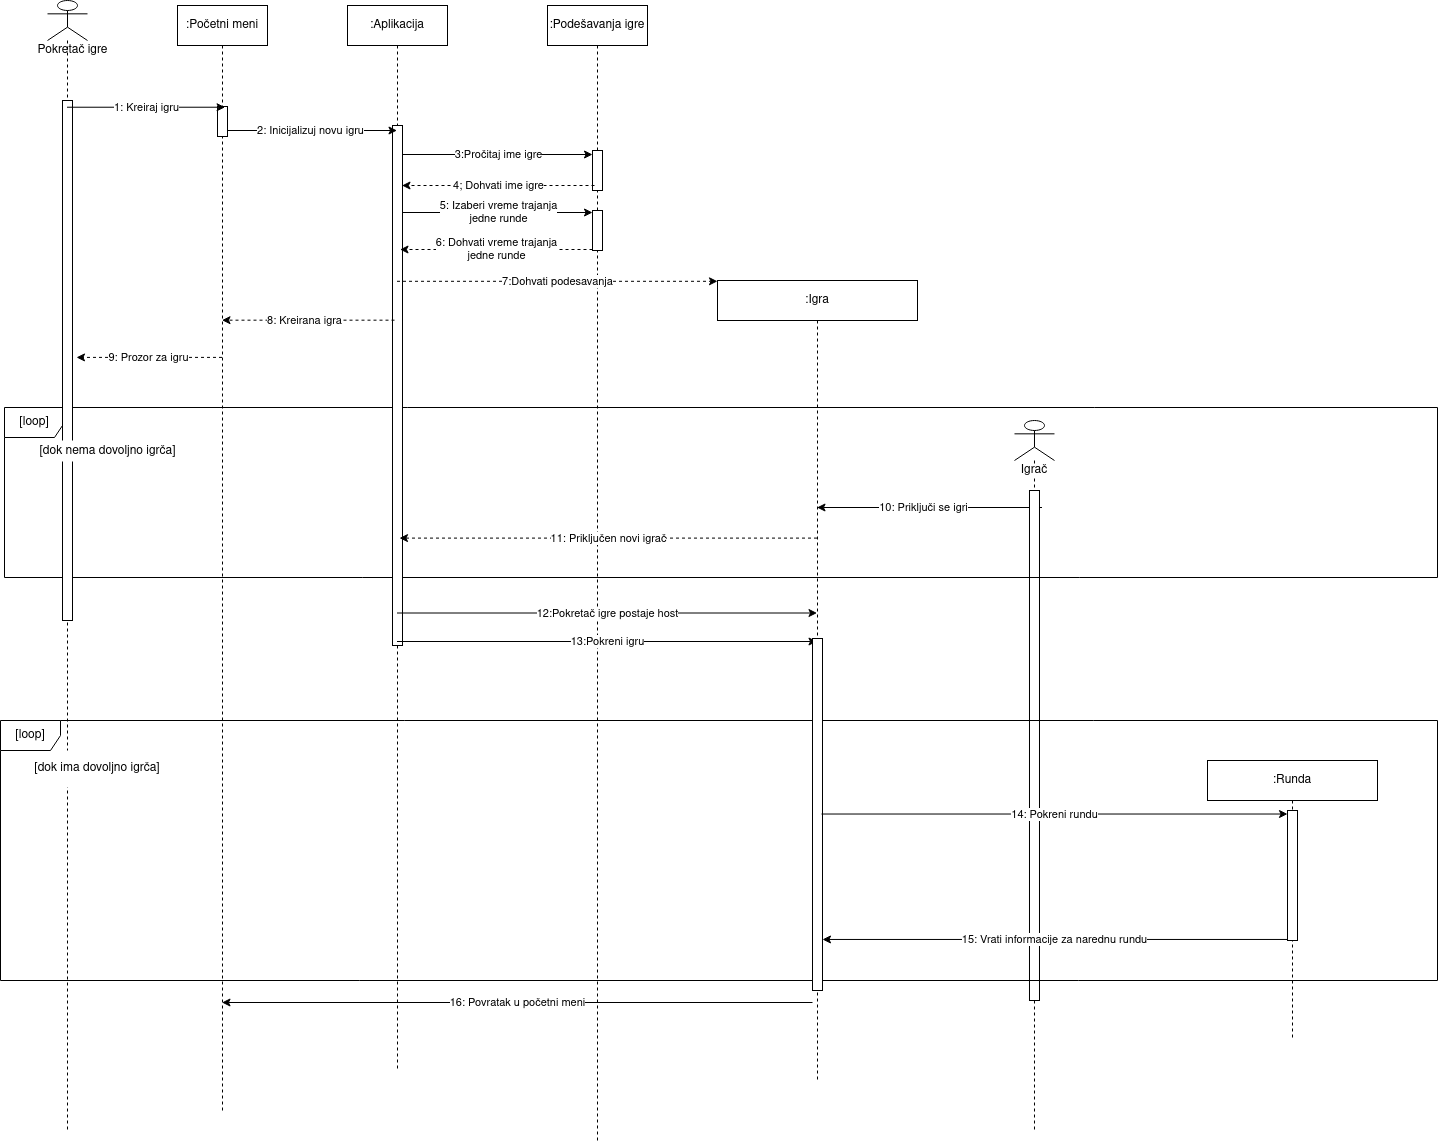 Pokretač igre
:Početni meni
:Aplikacija
:Podešavanja igre
1: Kreiraj igru
2: Inicijalizuj novu igru
3:Pročitaj ime igre
4; Dohvati ime igre
5: Izaberi vreme trajanja
jedne runde
6: Dohvati vreme trajanja
jedne runde
7:Dohvati podesavanja
:Igra
8: Kreirana igra
9: Prozor za igru
[loop]
[dok nema dovoljno igrča]
Igrač
10: Priključi se igri
11: Priključen novi igrač
12:Pokretač igre postaje host
13:Pokreni igru
[loop]
[dok ima dovoljno igrča]
:Runda
14: Pokreni rundu
15: Vrati informacije za narednu rundu
16: Povratak u početni meni